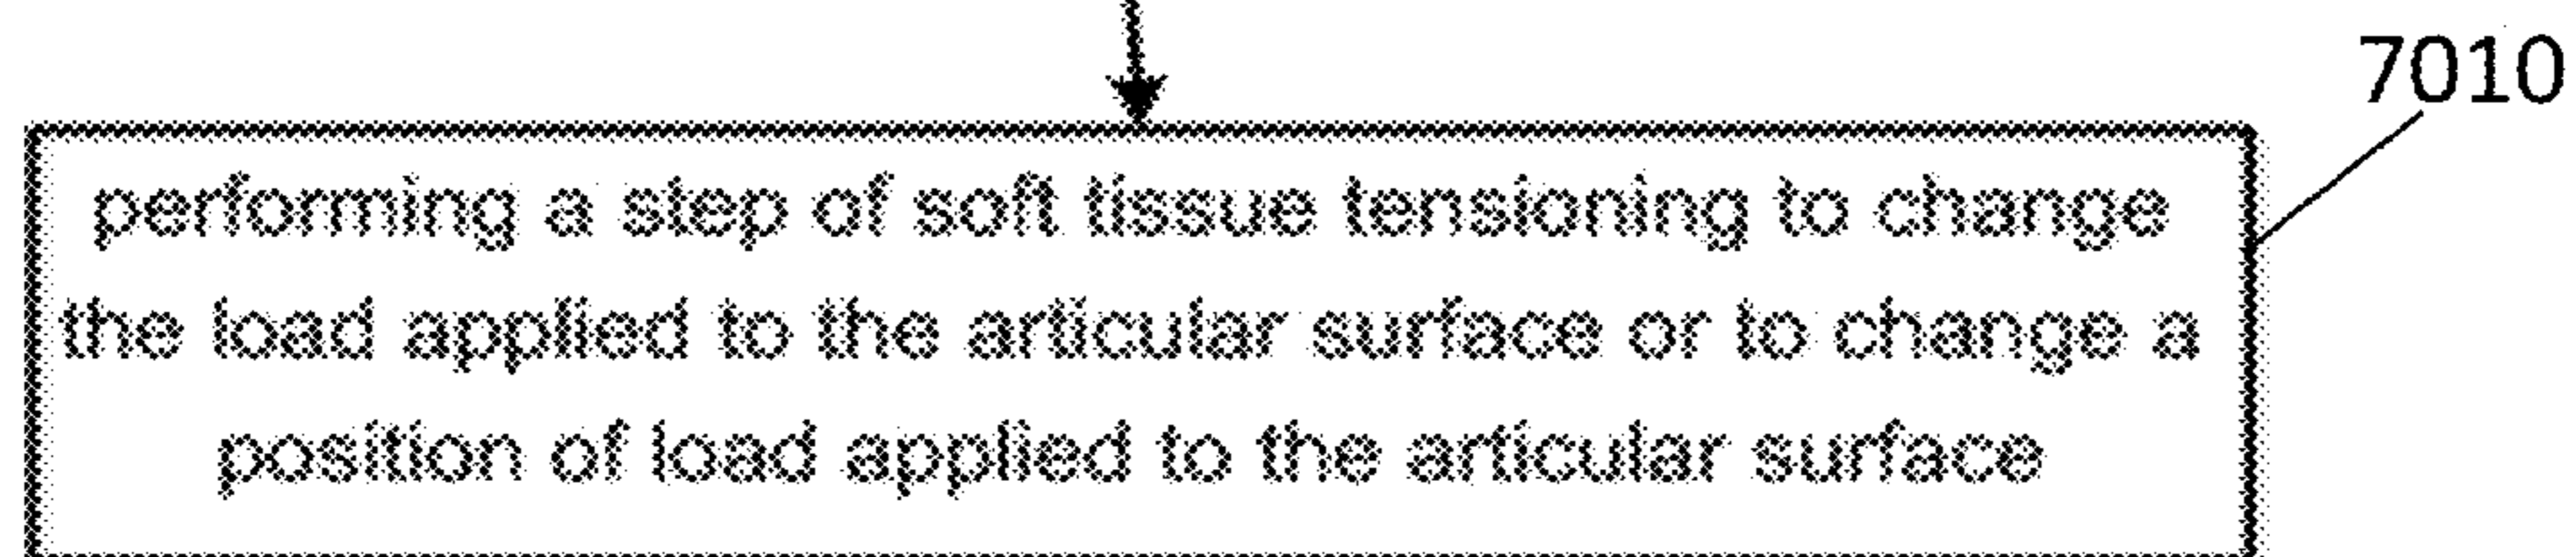 7010
performing a step of soft tissue tensioning to change
the load applied to the articular surface or to change a
position of load applied to the articular surface